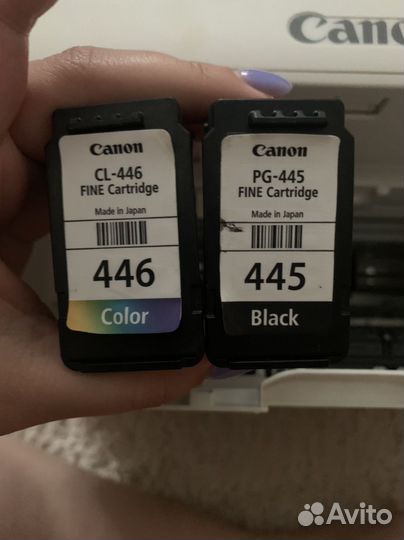 Canon
Canon
CL-446
FINE Cartridge
Made in Japan
446
Color
Canon
PG-445
FINE Cartridge
Made in Japan
445
Black
Avito